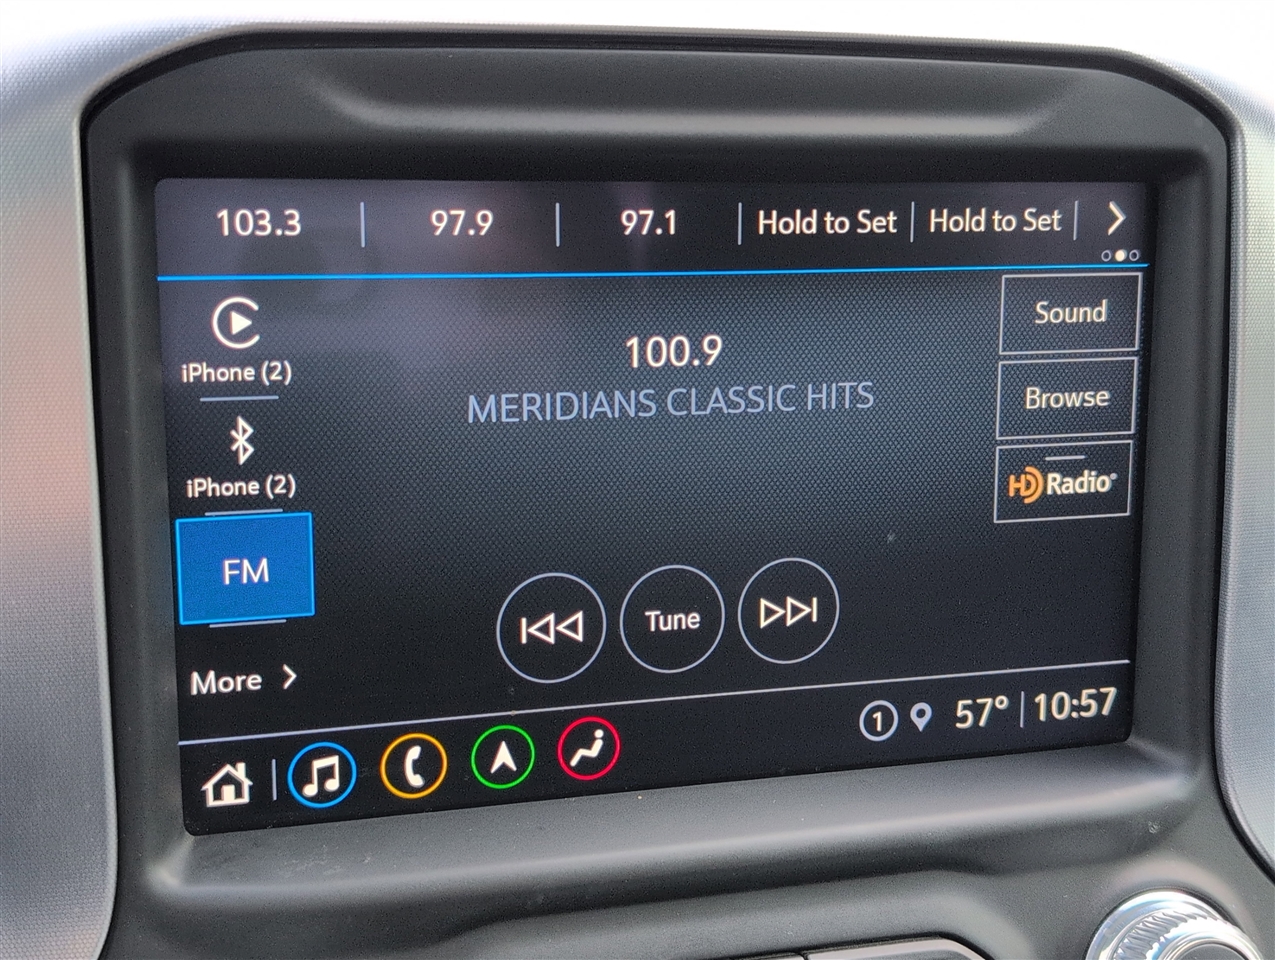 103.3 | 97.9 | 97.1 | Hold to Set | Hold to Set
Sound
iPhone (2)
100.9
MERIDIANS CLASSIC HITS
Browse
iPhone (2)
HD Radio®
FM
Tune
More
1 57° | 10:57